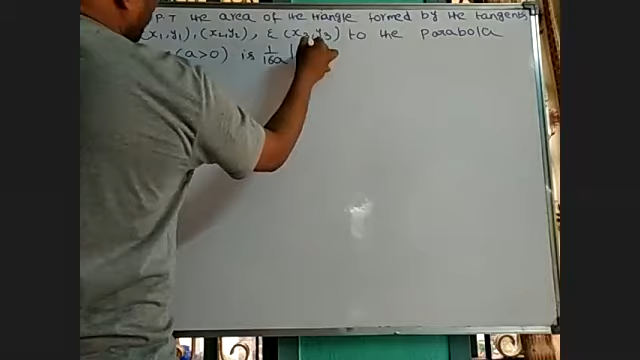 P.T the area of the triangle formed by the tangents
x1,y1), (x2,y2), & (x3,y3) to the parabola
(a>0) is 1/16a |